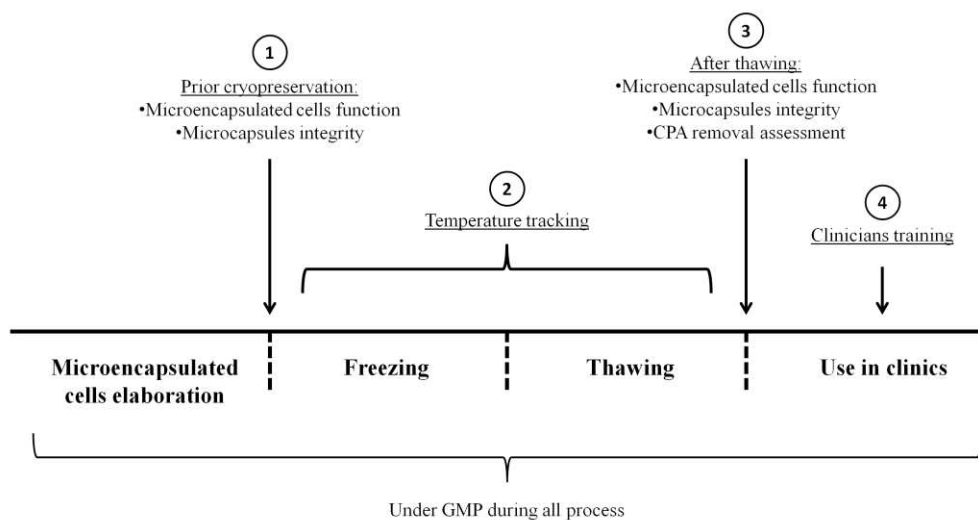 1
Prior cryopreservation:
•Microencapsulated cells function
•Microcapsules integrity
2
Temperature tracking
3
After thawing:
•Microencapsulated cells function
•Microcapsules integrity
•CPA removal assessment
4
Clinicians training
Microencapsulated
cells elaboration
Freezing
Thawing
Use in clinics
Under GMP during all process